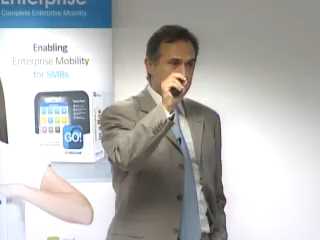 Enterprise
Complete Enterprise Mobility
Enabling
Enterprise Mobility
for SMBs
GO!